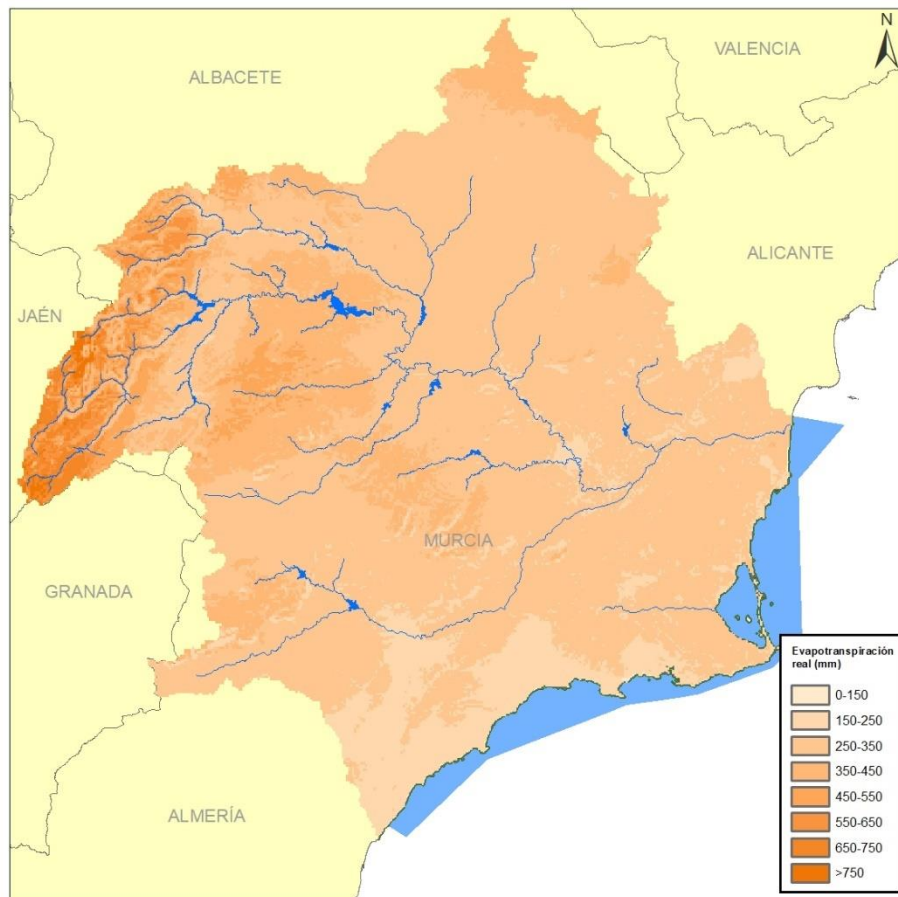 N
VALENCIA
ALBACETE
ALICANTE
JAÉN
MURCIA
GRANADA
ALMERÍA
Evapotranspiración
real (mm)
0-150
150-250
250-350
350-450
450-550
550-650
650-750
>750